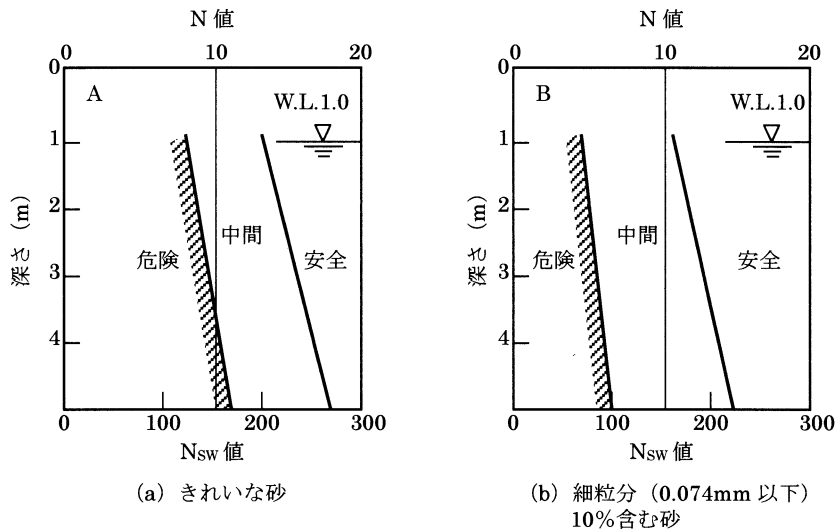 N 値
0 10 20
0
A
W.L.1.0
1
2
3
4
深さ (m)
危険
中間
安全
0 100 200 300
NSW 値
(a) きれいな砂
N 値
0 10 20
0
B
W.L.1.0
1
2
3
4
深さ (m)
危険
中間
安全
0 100 200 300
NSW 値
(b) 細粒分 (0.074mm 以下)
10%含む砂